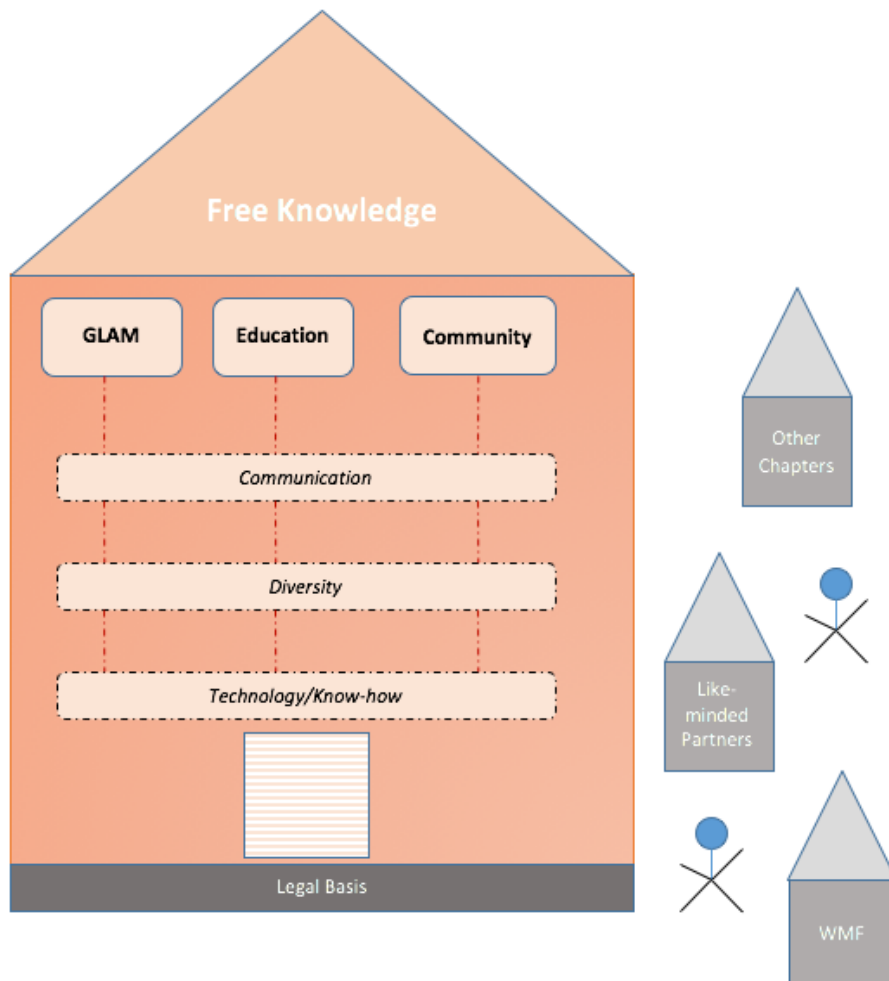 Free Knowledge
GLAM
Education
Community
Communication
Diversity
Technology/Know-how
Legal Basis
Other
Chapters
Like-
minded
Partners
WMF